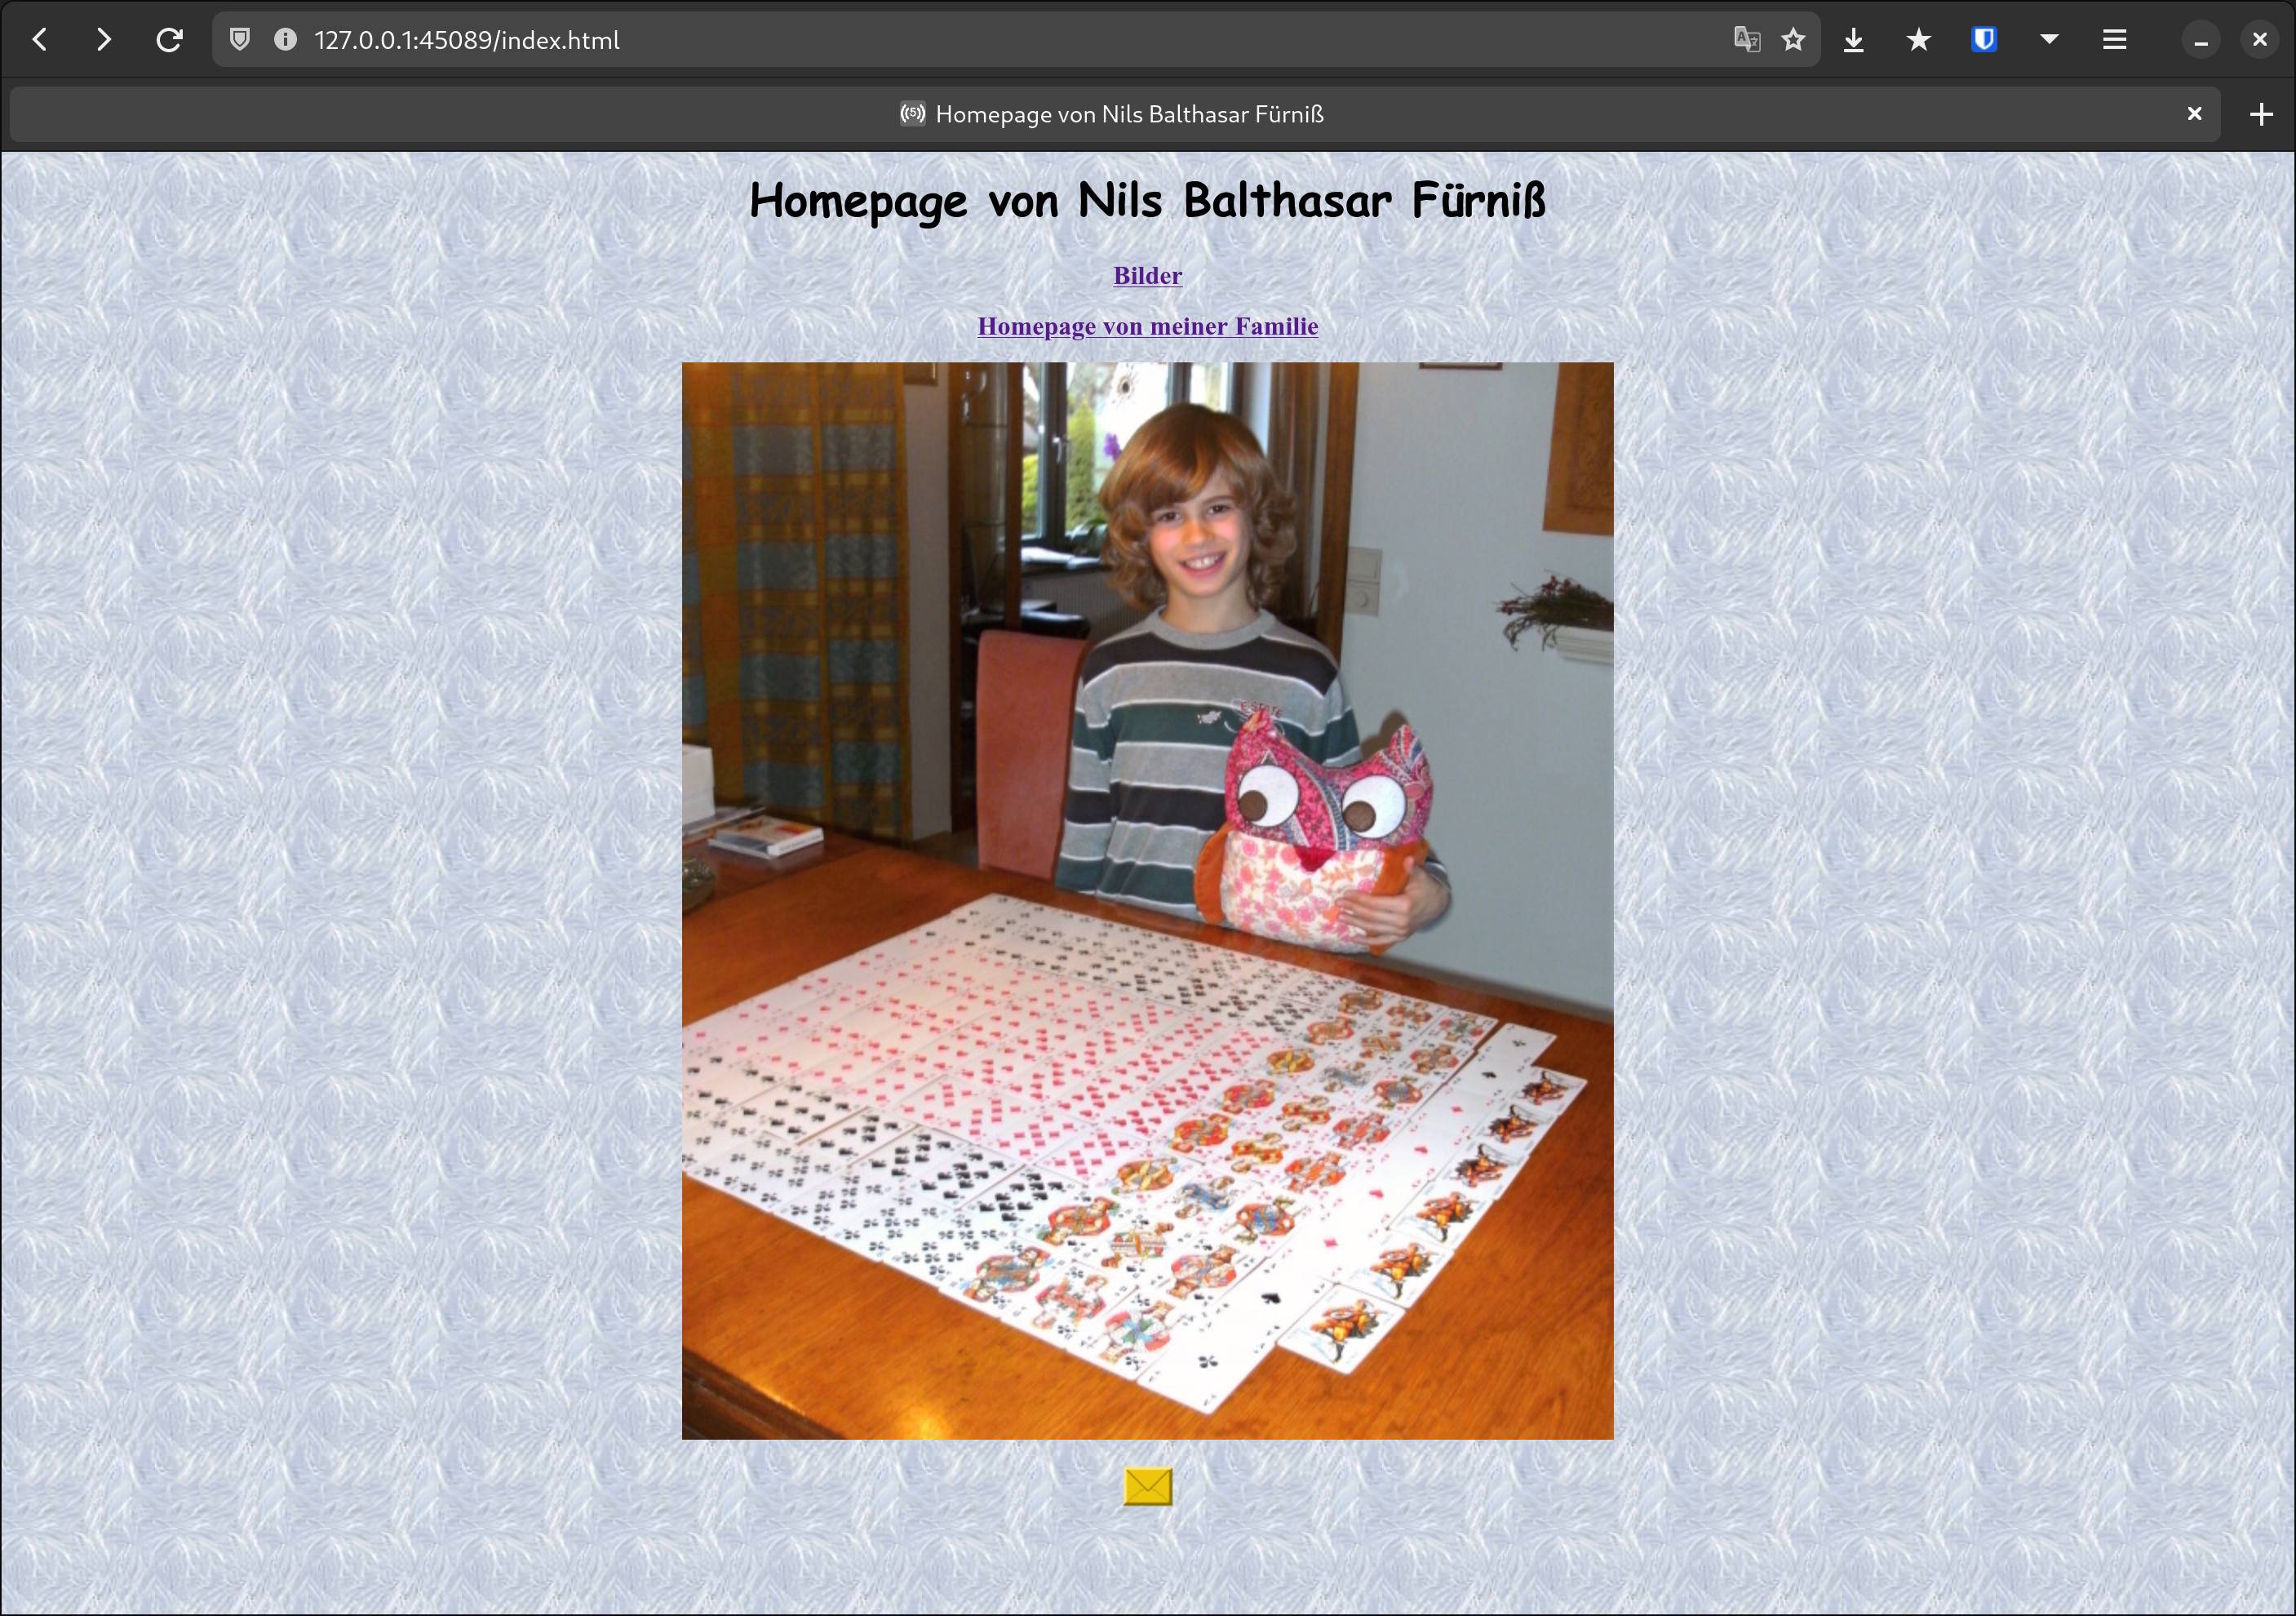 127.0.0.1:45089/index.html
Homepage von Nils Balthasar Fürniß
Homepage von Nils Balthasar Fürniß
Bilder
Homepage von meiner Familie